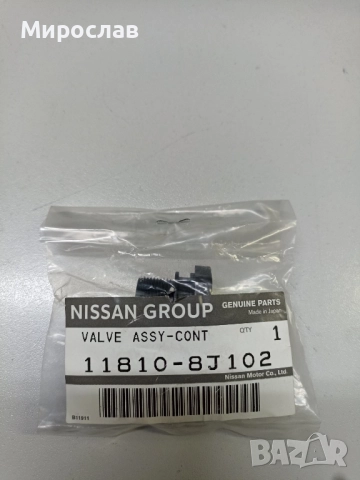 Мирослав
NISSAN GROUP
GENUINE PARTS
Made in Japan
VALVE ASSY-CONT
QTY 1
11810-8J102
Nissan Motor Co., Ltd.
BAZAR